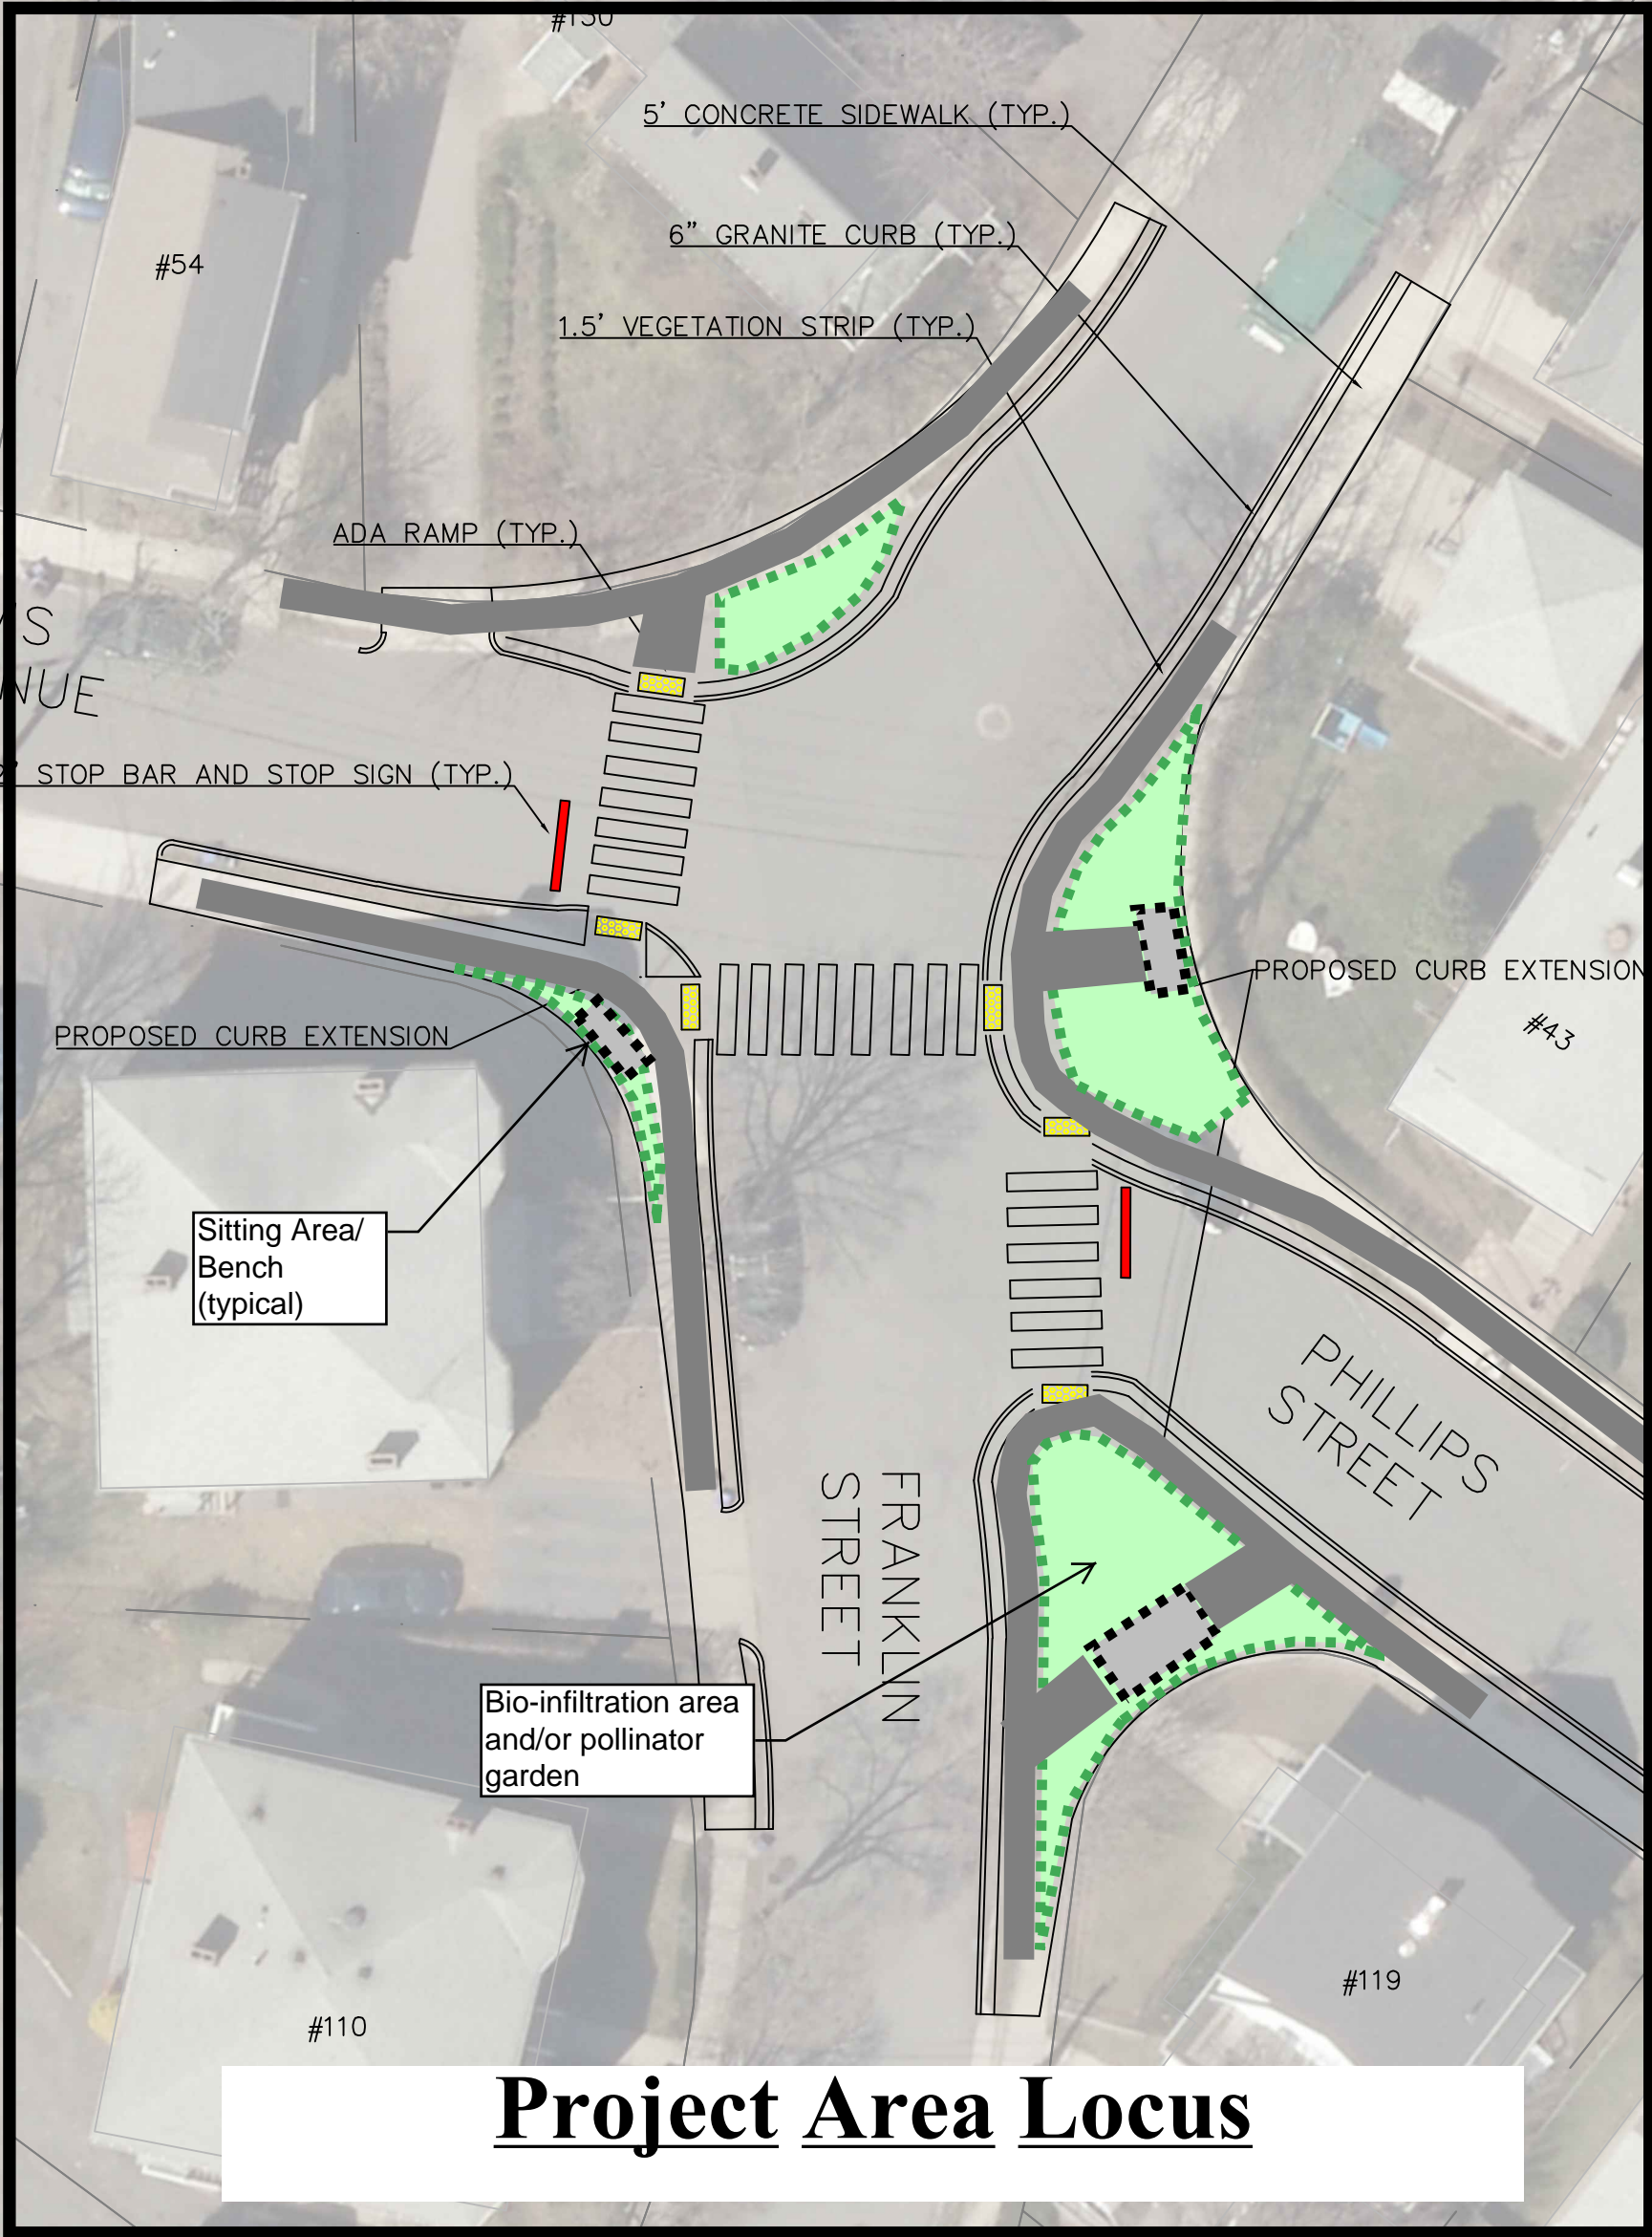 #130
5' CONCRETE SIDEWALK (TYP.)
6" GRANITE CURB (TYP.)
#54
1.5' VEGETATION STRIP (TYP.)
ADA RAMP (TYP.)
NUE
STOP BAR AND STOP SIGN (TYP.)
PROPOSED CURB EXTENSION
#43
PROPOSED CURB EXTENSION
Sitting Area/
Bench
(typical)
PHILLIPS
STREET
FRANKLIN
STREET
Bio-infiltration area
and/or pollinator
garden
#119
#110
Project Area Locus